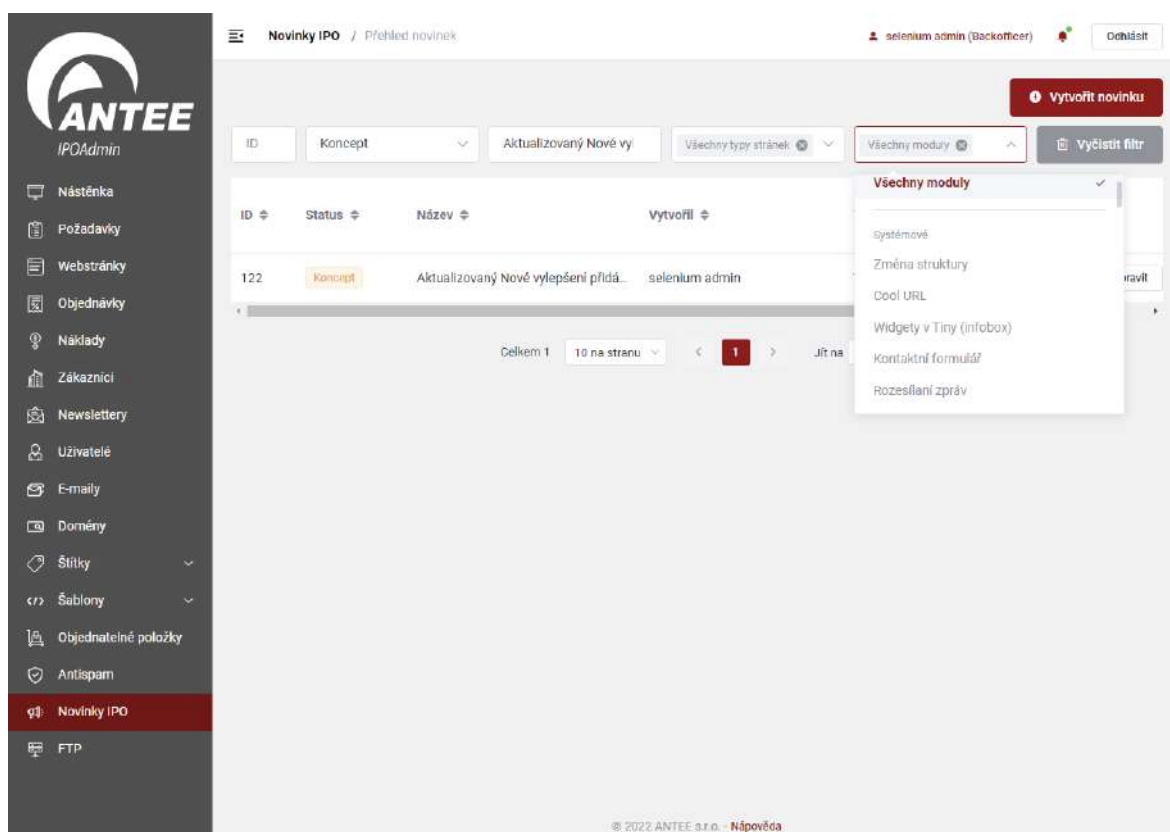 ANTEE
IPOAdmin
Nástěnka
Požadavky
Webstránky
Objednávky
Náklady
Zákazníci
Newslettery
Uživatelé
E-maily
Domény
Štítky
Šablony
Objednatelné položky
Antispam
Novinky IPO
FTP
Novinky IPO / Přehled novinek
selenium admin (Backofficer)
Odhlásit
Vytvořit novinku
ID
Koncept
Aktualizovaný Nové vy
Všechny typy stránek
Všechny moduly
Vyčistit filtr
ID
Status
Název
Vytvořil
122
Koncept
Aktualizovaný Nové vylepšení přidá...
selenium admin
Všechny moduly
Systémové
Změna struktury
Cool URL
Widgety v Tiny (infobox)
Kontaktní formulář
Rozesílaní zpráv
Celkem 1
10 na stranu
1
Jít na
© 2022 ANTEE s.r.o. - Nápověda